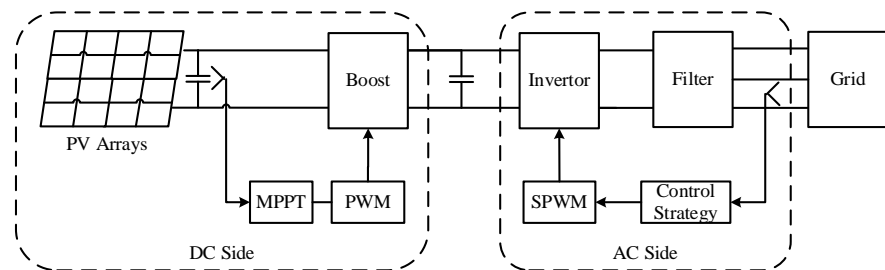 PV Arrays
Boost
Invertor
Filter
Grid
MPPT
PWM
SPWM
Control
Strategy
DC Side
AC Side